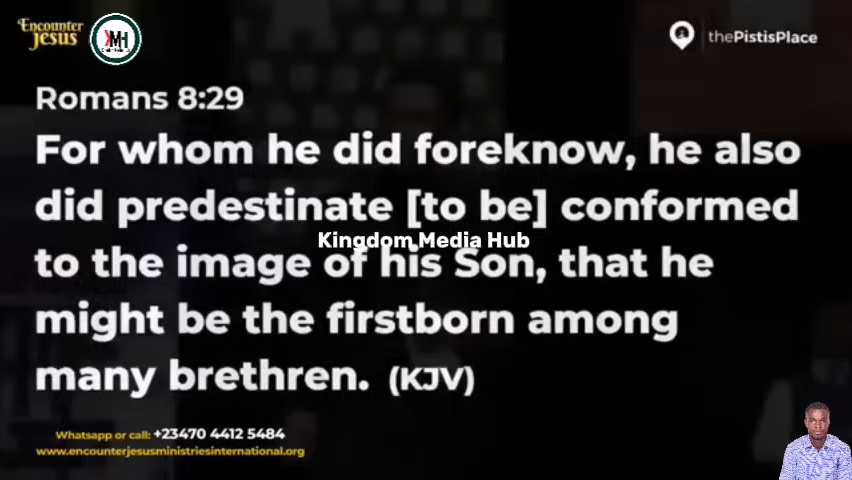 Encounter
Jesus
KMH
thePistisPlace
Romans 8:29
For whom he did foreknow, he also
did predestinate [to be] conformed
Kingdom Media Hub
to the image of his Son, that he
might be the firstborn among
many brethren. (KJV)
Whatsapp or call: +23470 4412 5484
www.encounterjesusministriesinternational.org